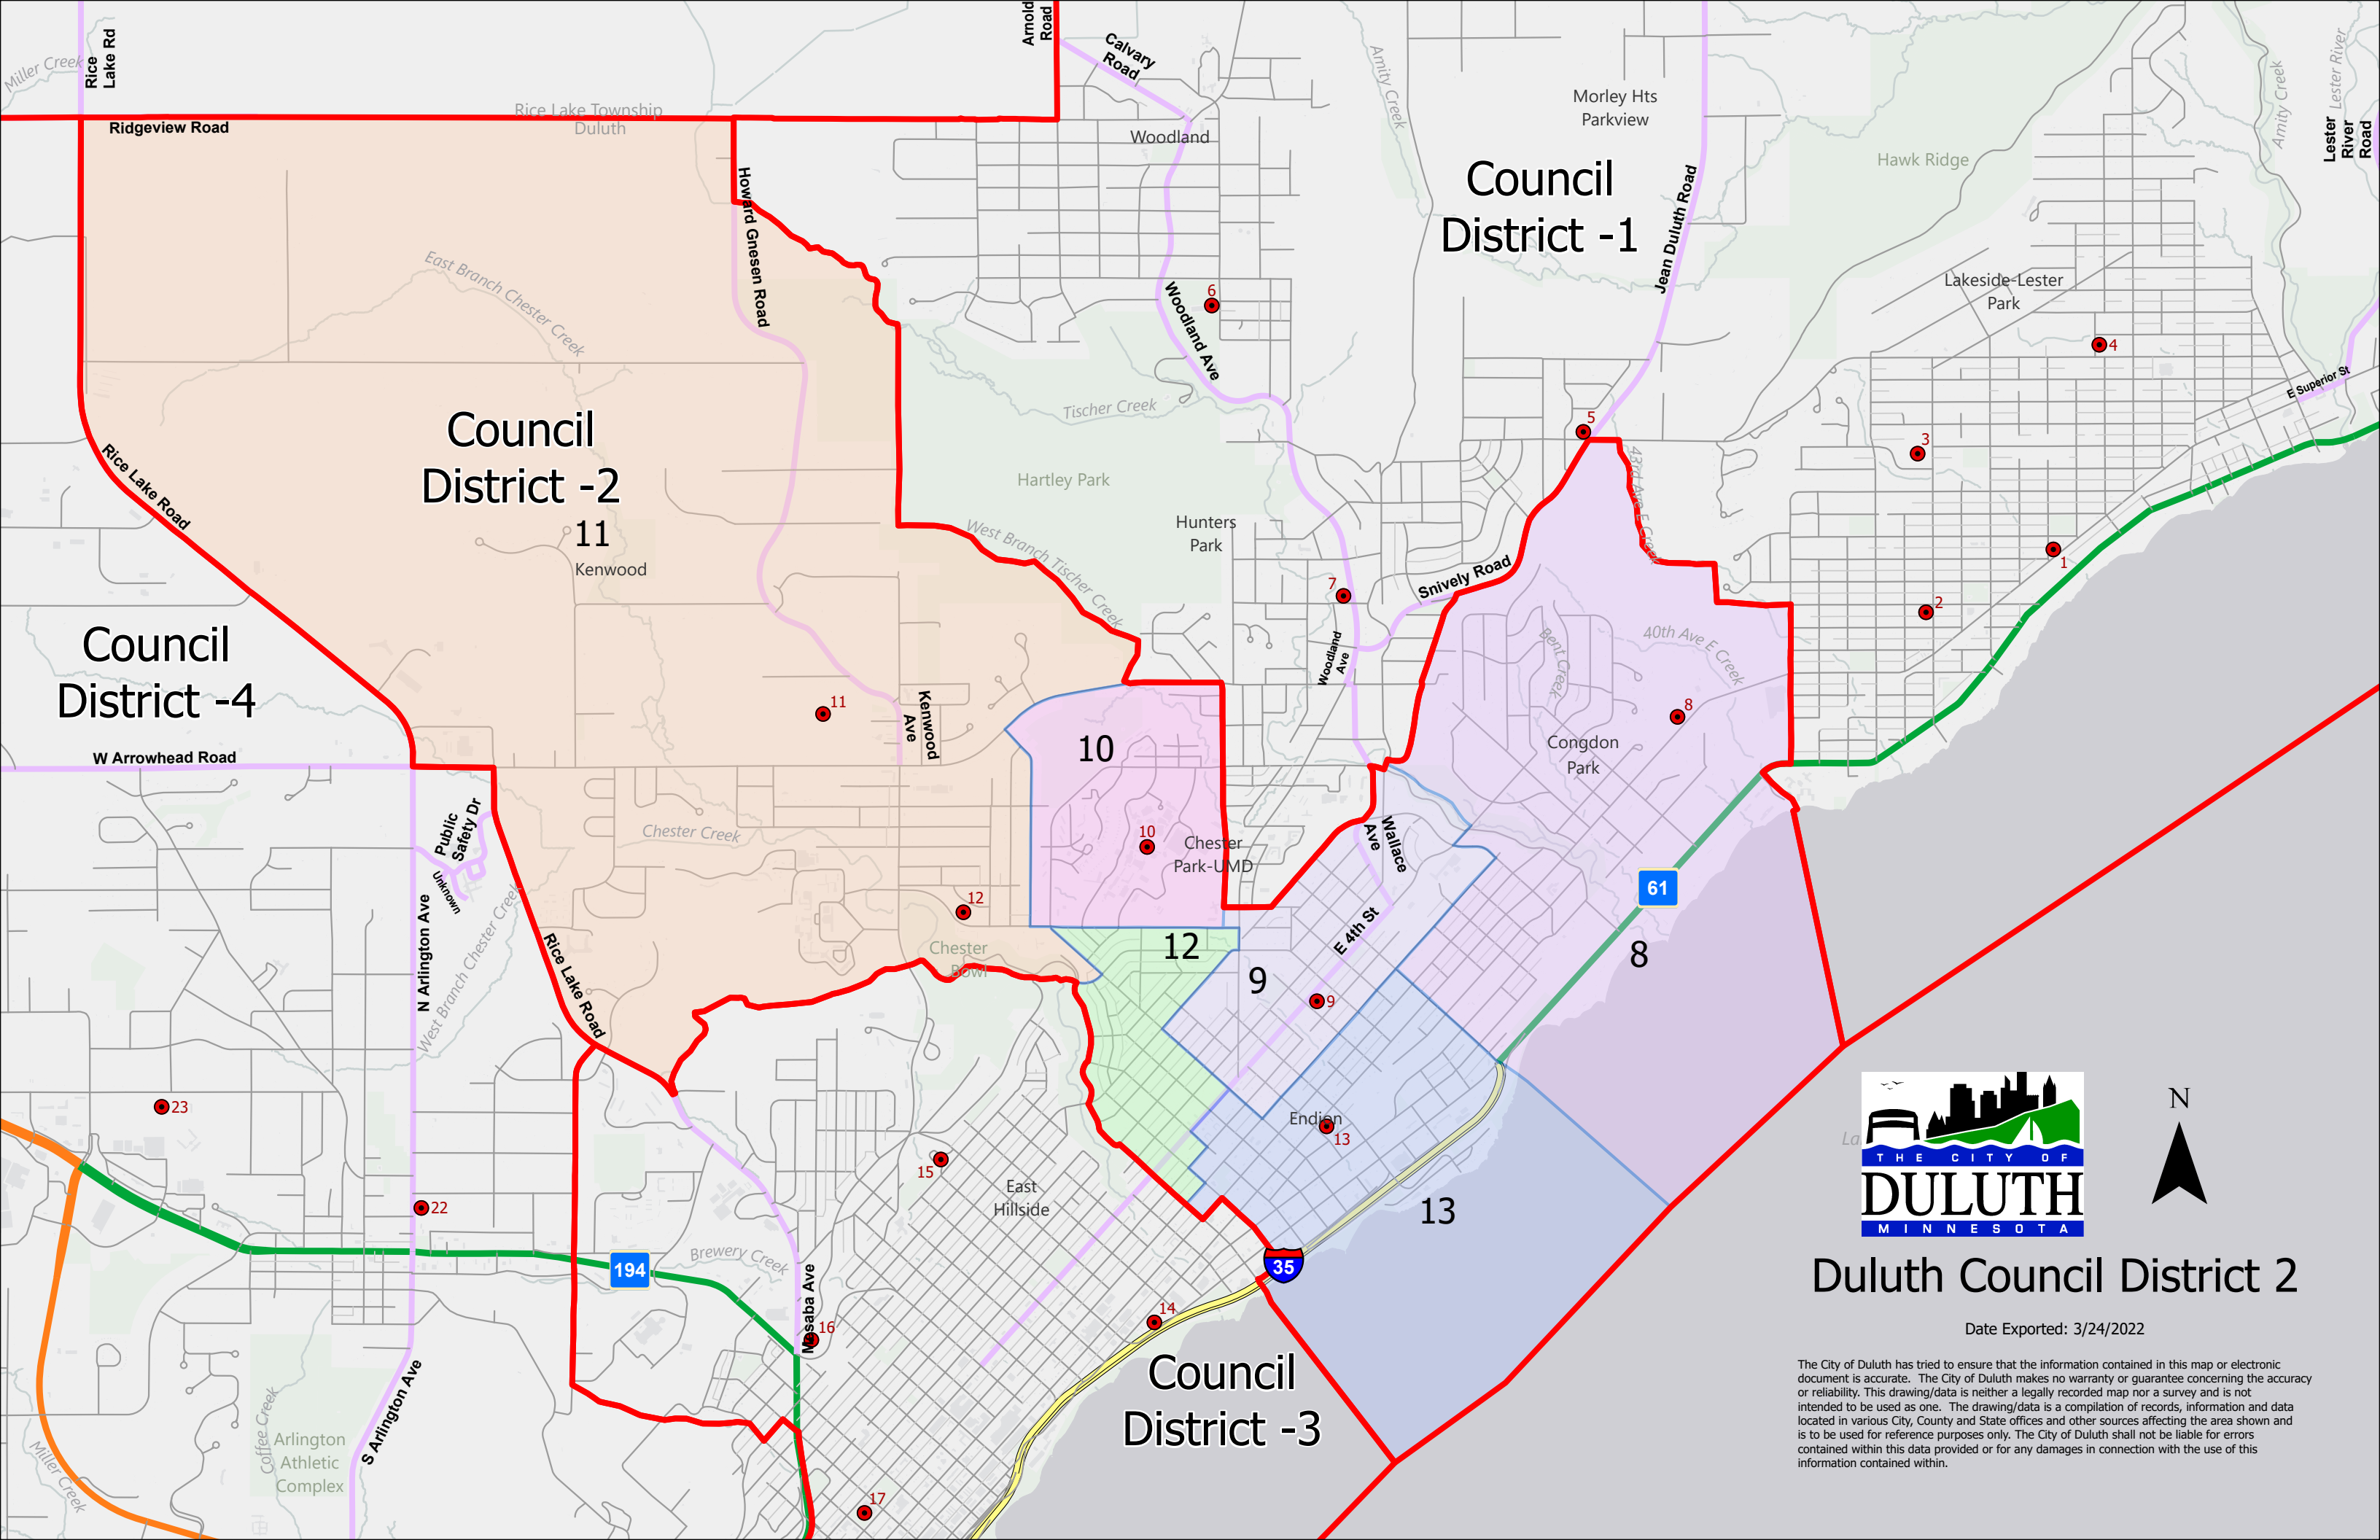 Miller Creek
Rice
Lake Rd
Arnold
Road
Calvary
Road
Amity Creek
Morley Hts
Parkview
Amity Creek
Lester River
Lester
River
Road
Rice Lake Township
Duluth
Ridgeview Road
Woodland
Hawk Ridge
Council
District -1
Howard Gnesen Road
Jean Duluth Road
East Branch Chester Creek
Woodland Ave
6
Lakeside-Lester
Park
4
E Superior St
Tischer Creek
Council
District -2
11
Kenwood
Rice Lake Road
Hartley Park
5
43rd Ave E Creek
3
Hunters
Park
West Branch Tischer Creek
1
Snively Road
7
2
Council
District -4
Woodland
Ave
Bent Creek
40th Ave E Creek
11
Kenwood
Ave
8
10
Congdon
Park
W Arrowhead Road
Public
Safety Dr
Unknown
Chester Creek
10
Chester
Park-UMD
Wallace
Ave
61
N Arlington Ave
West Branch Chester Creek
12
Rice Lake Road
Chester
Bowl
12
E 4th St
9
9
8
23
Endion
13
15
East
Hillside
22
13
La
THE CITY OF
DULUTH
MINNESOTA
N
Brewery Creek
194
35
Mesaba Ave
16
14
Duluth Council District 2
Date Exported: 3/24/2022
Council
District -3
S Arlington Ave
Coffee Creek
Miller Creek
Arlington
Athletic
Complex
17
The City of Duluth has tried to ensure that the information contained in this map or electronic
document is accurate.  The City of Duluth makes no warranty or guarantee concerning the accuracy
or reliability. This drawing/data is neither a legally recorded map nor a survey and is not
intended to be used as one.  The drawing/data is a compilation of records, information and data
located in various City, County and State offices and other sources affecting the area shown and
is to be used for reference purposes only. The City of Duluth shall not be liable for errors
contained within this data provided or for any damages in connection with the use of this
information contained within.